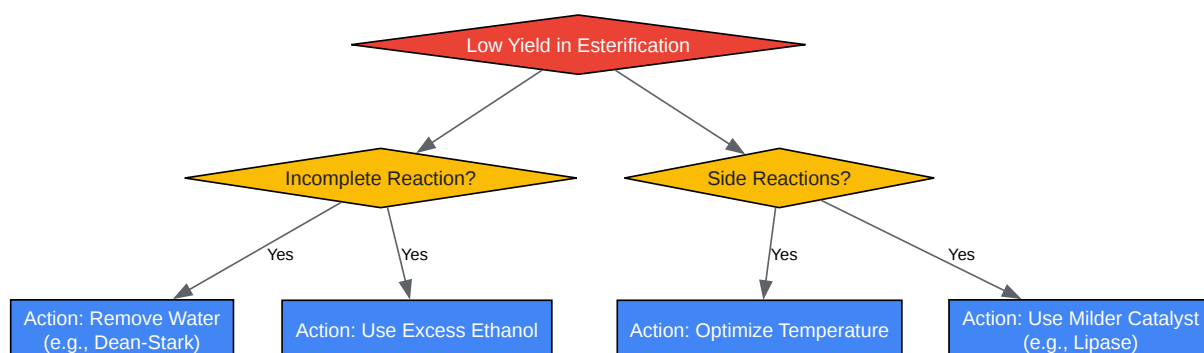 Low Yield in Esterification
Incomplete Reaction?
Side Reactions?
Yes
Yes
Yes
Yes
Action: Remove Water
(e.g., Dean-Stark)
Action: Use Excess Ethanol
Action: Optimize Temperature
Action: Use Milder Catalyst
(e.g., Lipase)